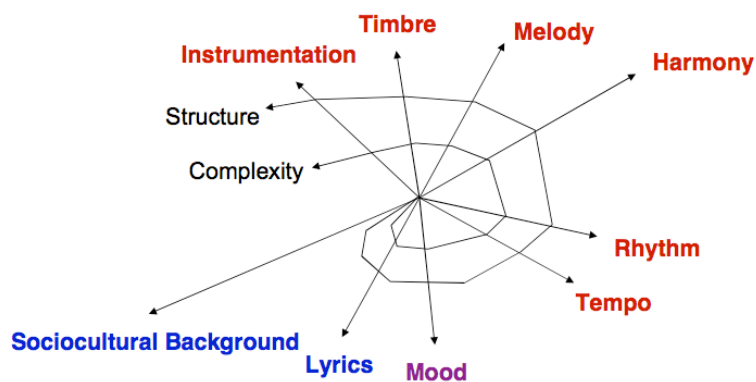 Timbre
Melody
Instrumentation
Harmony
Structure
Complexity
Rhythm
Tempo
Sociocultural Background
Lyrics
Mood